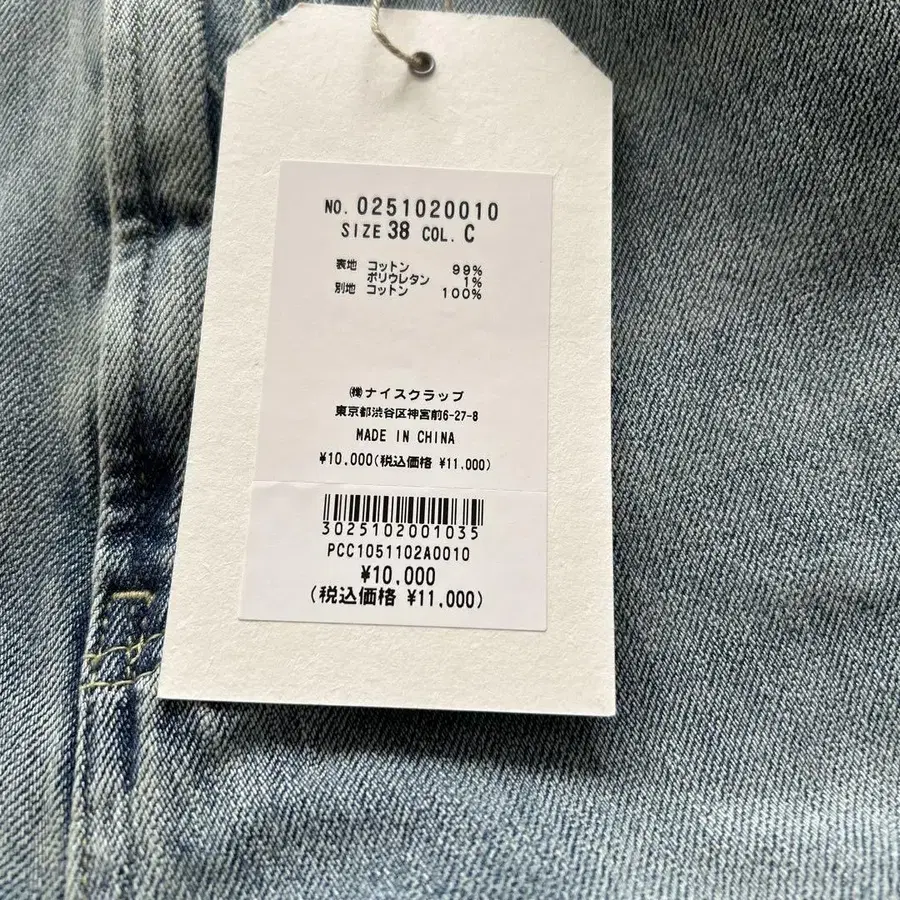 NO. 0251020010
SIZE 38 COL. C
表地 コットン 99%
ポリウレタン 1%
別地 コットン 100%
㈱ナイスクラップ
東京都渋谷区神宮前6-27-8
MADE IN CHINA
¥10,000(税込価格 ¥11,000)
3025102001035
PCC1051102A0010
¥10,000
(税込価格 ¥11,000)